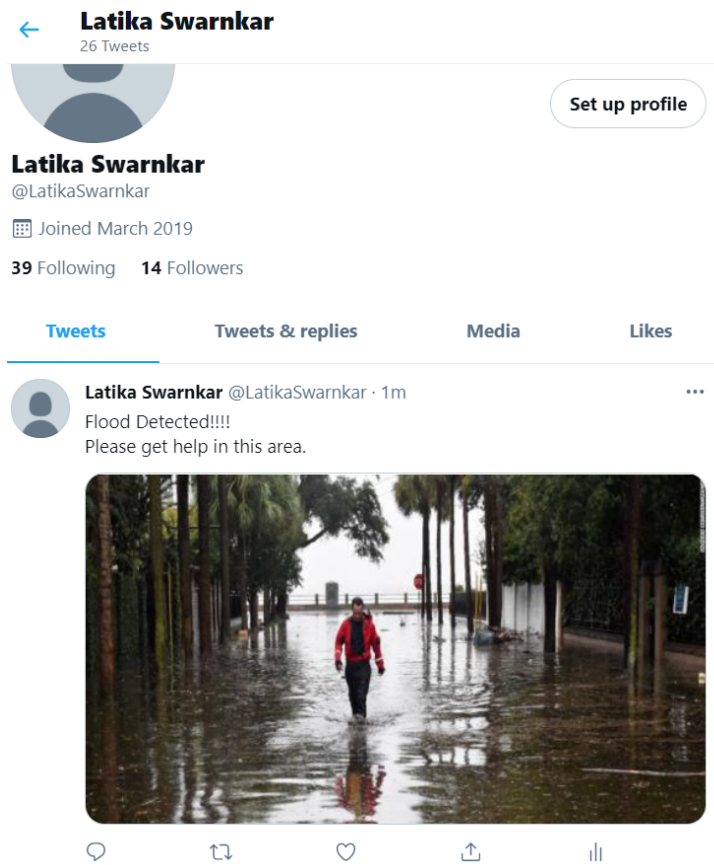 Latika Swarnkar
26 Tweets
Set up profile
Latika Swarnkar
@LatikaSwarnkar
Joined March 2019
39 Following 14 Followers
Tweets Tweets & replies Media Likes
Latika Swarnkar @LatikaSwarnkar · 1m
Flood Detected!!!!
Please get help in this area.